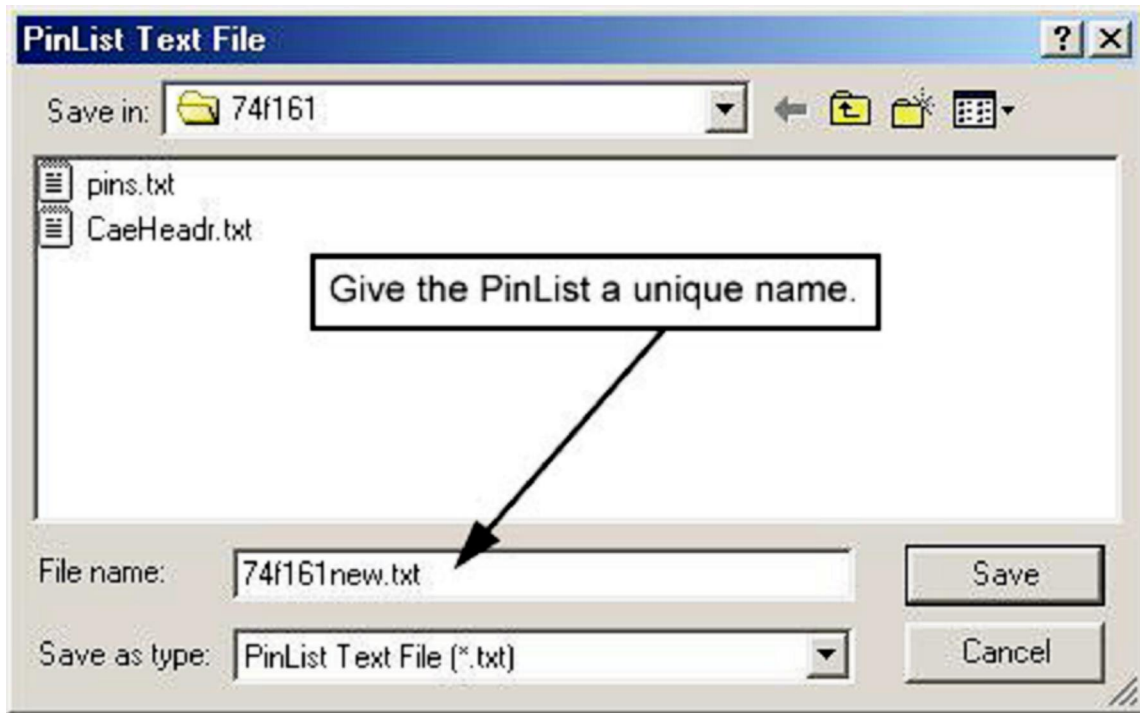 PinList Text File
Save in: 74f161
pins.txt
CaeHeadr.txt
Give the PinList a unique name.
File name: 74f161new.txt Save
Save as type: PinList Text File (*.txt) Cancel